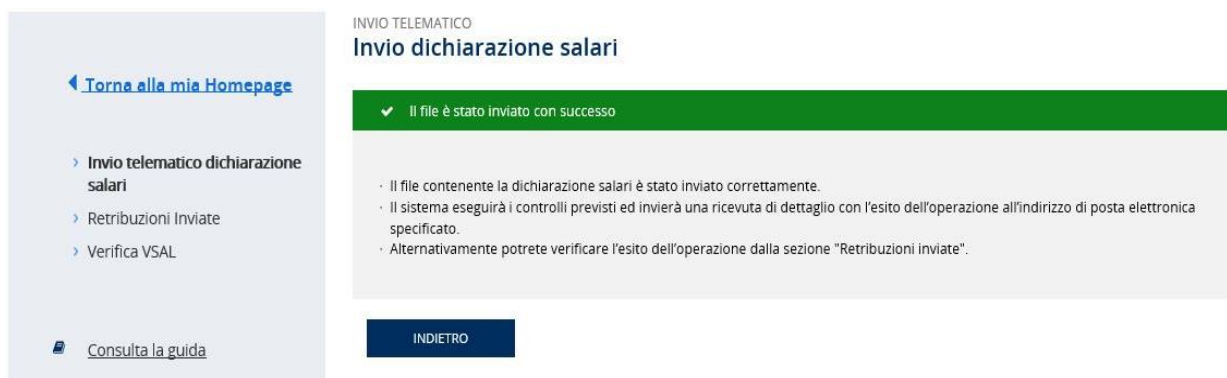 Torna alla mia Homepage
Invio telematico dichiarazione
salari
Retribuzioni Inviate
Verifica VSAL
Consulta la guida
INVIO TELEMATICO
Invio dichiarazione salari
Il file è stato inviato con successo
· Il file contenente la dichiarazione salari è stato inviato correttamente.
· Il sistema eseguirà i controlli previsti ed invierà una ricevuta di dettaglio con l'esito dell'operazione all'indirizzo di posta elettronica
specificato.
· Alternativamente potrete verificare l'esito dell'operazione dalla sezione "Retribuzioni inviate".
INDIETRO